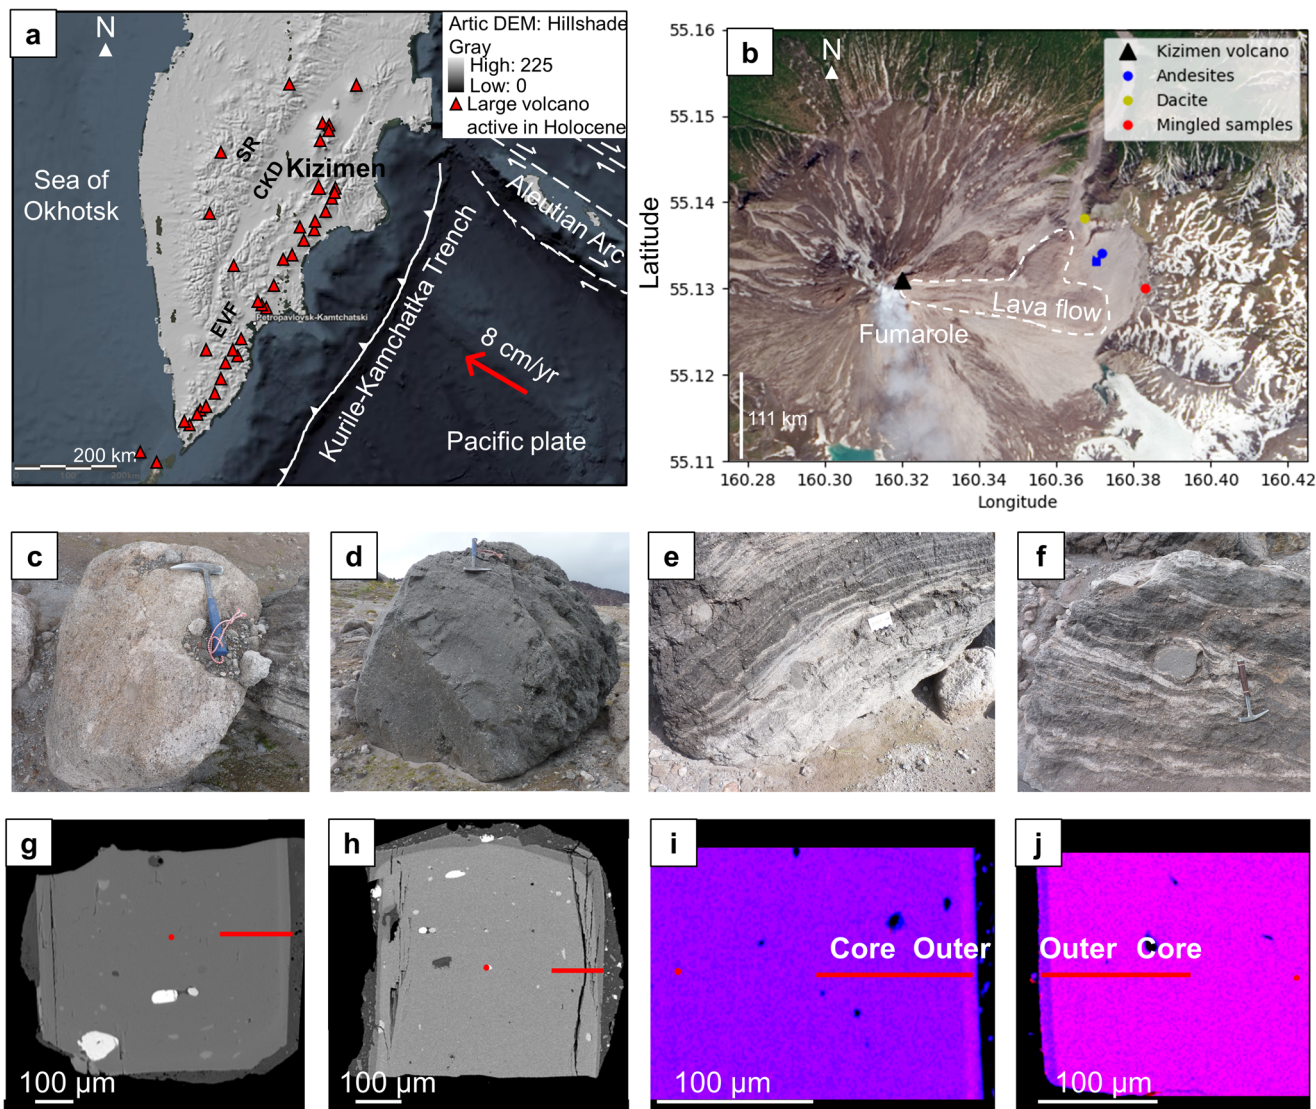 a
N
Artic DEM: Hillshade
Gray
High: 225
Low: 0
Large volcano
active in Holocene
SR
CKD
Kizimen
Sea of
Okhotsk
Aleutian Arc
EVF
Petropavlovsk-Kamtchatski
Kurile-Kamchatka Trench
8 cm/yr
Pacific plate
200 km
b
N
Kizimen volcano
Andesites
Dacite
Mingled samples
55.16
55.15
55.14
55.13
55.12
55.11
Latitude
Lava flow
Fumarole
111 km
160.28 160.30 160.32 160.34 160.36 160.38 160.40 160.42
Longitude
c
d
e
f
g
100 µm
h
100 µm
i
Core Outer
100 µm
j
Outer Core
100 µm